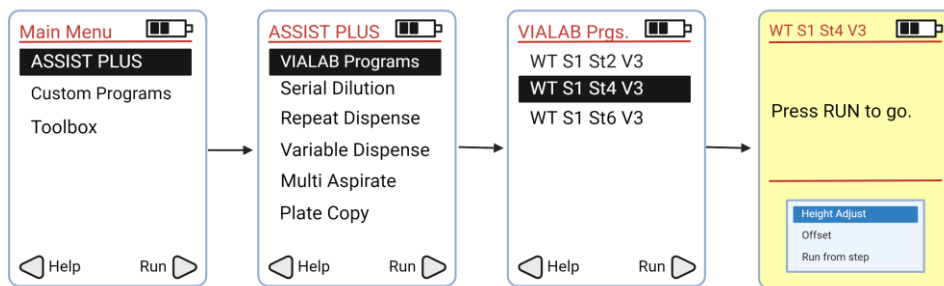 Main Menu
ASSIST PLUS
Custom Programs
Toolbox
Help
Run
ASSIST PLUS
VIALAB Programs
Serial Dilution
Repeat Dispense
Variable Dispense
Multi Aspirate
Plate Copy
Help
Run
VIALAB Prgs.
WT S1 St2 V3
WT S1 St4 V3
WT S1 St6 V3
Help
Run
WT S1 St4 V3
Press RUN to go.
Height Adjust
Offset
Run from step